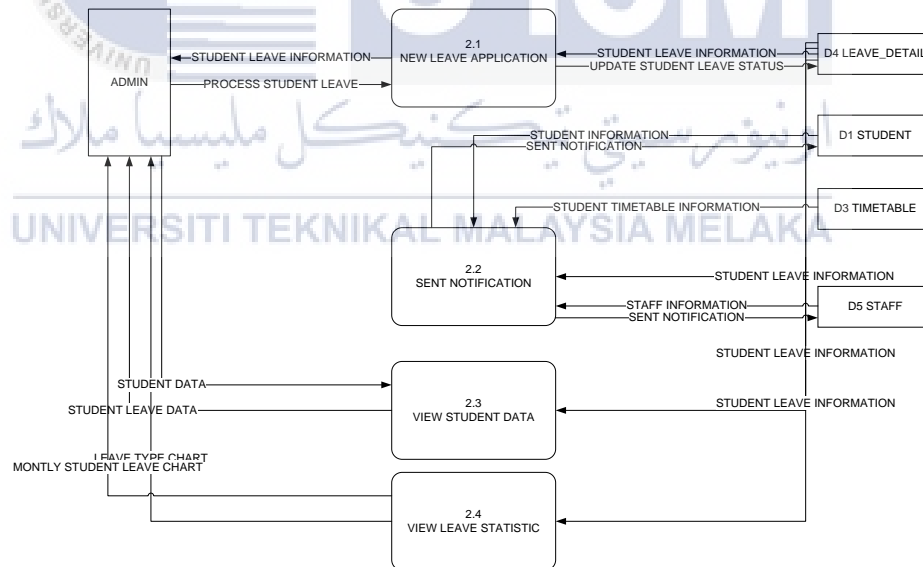 UNIVERSITI
UTeM
ADMIN
STUDENT LEAVE INFORMATION
PROCESS STUDENT LEAVE
2.1
NEW LEAVE APPLICATION
STUDENT LEAVE INFORMATION
UPDATE STUDENT LEAVE STATUS
D4 LEAVE_DETAIL
اونيۏرسيتي تيكنيكل مليسيا ملاك
STUDENT INFORMATION
SENT NOTIFICATION
D1 STUDENT
UNIVERSITI TEKNIKAL MALAYSIA MELAKA
STUDENT TIMETABLE INFORMATION
D3 TIMETABLE
2.2
SENT NOTIFICATION
STUDENT LEAVE INFORMATION
STAFF INFORMATION
SENT NOTIFICATION
D5 STAFF
STUDENT LEAVE INFORMATION
STUDENT DATA
STUDENT LEAVE DATA
2.3
VIEW STUDENT DATA
STUDENT LEAVE INFORMATION
LEAVE TYPE CHART
MONTLY STUDENT LEAVE CHART
2.4
VIEW LEAVE STATISTIC